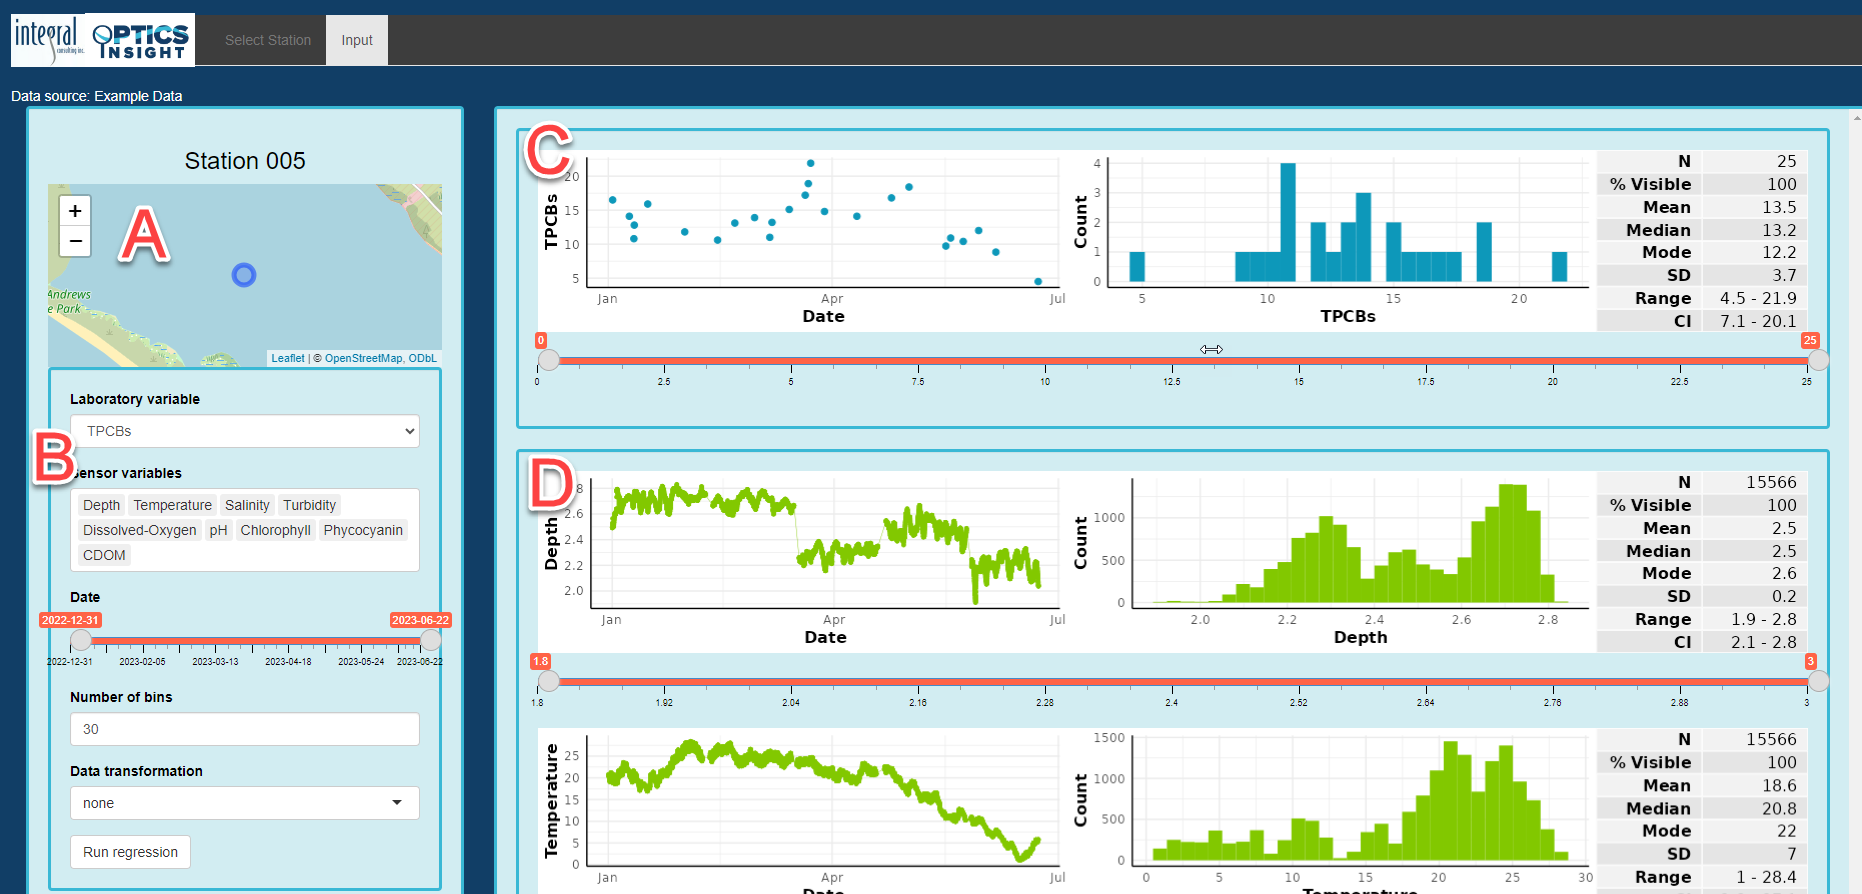 integral
consulting inc.
OPTICS
INSIGHT
Select Station
Input
Data source: Example Data
Station 005
+
−
A
Andrews
e Park
Leaflet | © OpenStreetMap, ODbL
B
Laboratory variable
TPCBs
Sensor variables
Depth Temperature Salinity Turbidity
Dissolved-Oxygen pH Chlorophyll Phycocyanin
CDOM
Date
2022-12-31 2023-06-22
2022-12-31 2023-02-05 2023-03-13 2023-04-18 2023-05-24 2023-06-22
Number of bins
30
Data transformation
none
Run regression
C
TPCBs
20
15
10
5
Jan Apr Jul
Date
Count
4
3
2
1
0
5 10 15 20
TPCBs
N 25
% Visible 100
Mean 13.5
Median 13.2
Mode 12.2
SD 3.7
Range 4.5 - 21.9
CI 7.1 - 20.1
0 25
0 2.5 5 7.5 10 12.5 15 17.5 20 22.5 25
D
Depth
2.8
2.6
2.4
2.2
2.0
Jan Apr Jul
Date
Count
1000
500
0
2.0 2.2 2.4 2.6 2.8
Depth
N 15566
% Visible 100
Mean 2.5
Median 2.5
Mode 2.6
SD 0.2
Range 1.9 - 2.8
CI 2.1 - 2.8
1.8 3
1.8 1.92 2.04 2.16 2.28 2.4 2.52 2.64 2.76 2.88 3
Temperature
25
20
15
10
5
0
Jan Apr Jul
Date
Count
1500
1000
500
0
0 5 10 15 20 25 30
Temperature
N 15566
% Visible 100
Mean 18.6
Median 20.8
Mode 22
SD 7
Range 1 - 28.4